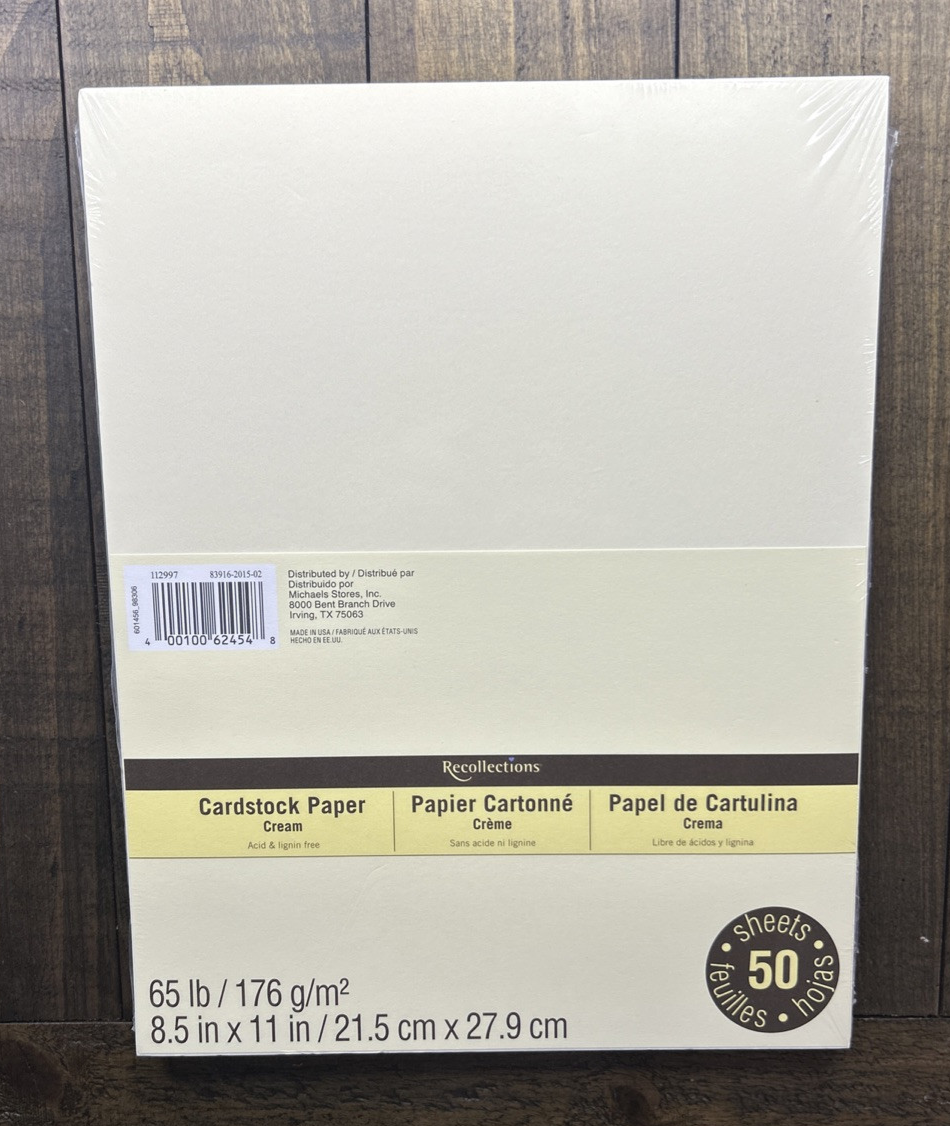 112997 83916-2015-02
601456_98306
4 00100 62454 8
Distributed by / Distribué par
Distribuido por
Michaels Stores, Inc.
8000 Bent Branch Drive
Irving, TX 75063
MADE IN USA / FABRIQUÉ AUX ÉTATS-UNIS
HECHO EN EE.UU.
Recollections
Cardstock Paper
Cream
Acid & lignin free
Papier Cartonné
Crème
Sans acide ni lignine
Papel de Cartulina
Crema
Libre de ácidos y lignina
sheets
50
feuilles • hojas
65 lb / 176 g/m²
8.5 in x 11 in / 21.5 cm x 27.9 cm